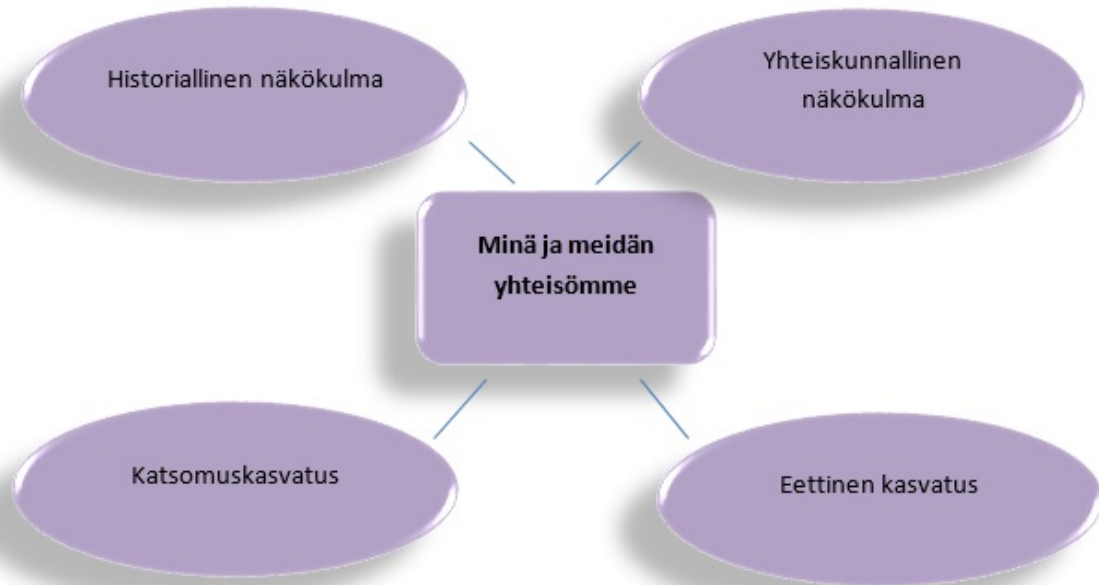 Historiallinen näkökulma
Yhteiskunnallinen
näkökulma
Minä ja meidän
yhteisömme
Katsomuskasvatus
Eettinen kasvatus